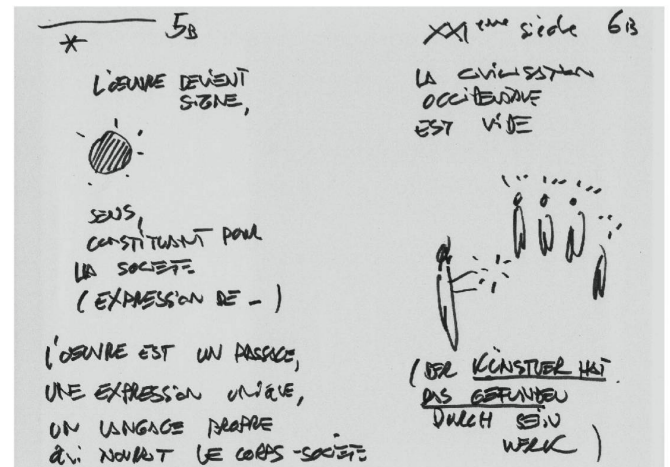 5B
*
L'OEUVRE DEVIENT
SIGNE,
SENS,
CONSTITUANT POUR
LA SOCIETE
(EXPRESSION DE -)
L'OEUVRE EST UN PASSAGE,
UNE EXPRESSION UNIQUE,
UN LANGAGE PROPRE
QUI NOURRIT LE CORPS-SOCIETE
XXIeme siècle 6B
LA CIVILISATION
OCCIDENTALE
EST VIDE
(DER KÜNSTLER HAT
DAS GEFUNDEN
DURCH SEIN
WERK)